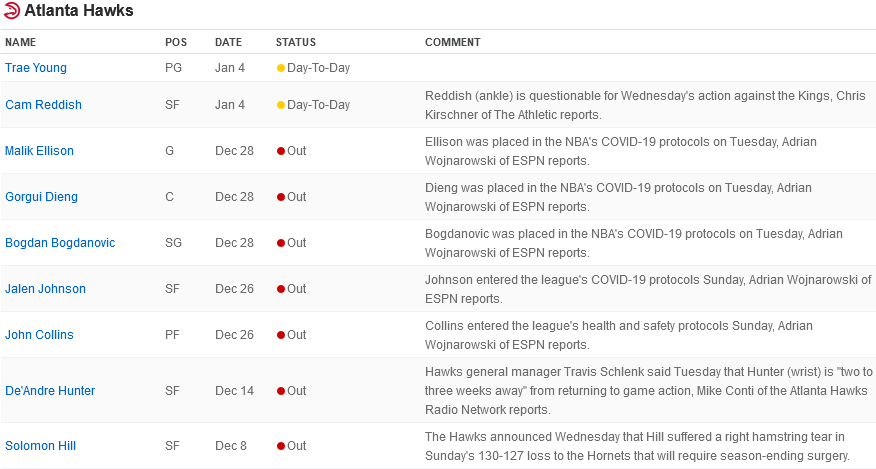 Atlanta Hawks
NAME POS DATE STATUS COMMENT
Trae Young PG Jan 4 Day-To-Day
Cam Reddish SF Jan 4 Day-To-Day Reddish (ankle) is questionable for Wednesday's action against the Kings, Chris
Kirschner of The Athletic reports.
Malik Ellison G Dec 28 Out Ellison was placed in the NBA's COVID-19 protocols on Tuesday, Adrian
Wojnarowski of ESPN reports.
Gorgui Dieng C Dec 28 Out Dieng was placed in the NBA's COVID-19 protocols on Tuesday, Adrian
Wojnarowski of ESPN reports.
Bogdan Bogdanovic SG Dec 28 Out Bogdanovic was placed in the NBA's COVID-19 protocols on Tuesday, Adrian
Wojnarowski of ESPN reports.
Jalen Johnson SF Dec 26 Out Johnson entered the league's COVID-19 protocols Sunday, Adrian Wojnarowski of
ESPN reports.
John Collins PF Dec 26 Out Collins entered the league's health and safety protocols Sunday, Adrian
Wojnarowski of ESPN reports.
De'Andre Hunter SF Dec 14 Out Hawks general manager Travis Schlenk said Tuesday that Hunter (wrist) is "two to
three weeks away" from returning to game action, Mike Conti of the Atlanta Hawks
Radio Network reports.
Solomon Hill SF Dec 8 Out The Hawks announced Wednesday that Hill suffered a right hamstring tear in
Sunday's 130-127 loss to the Hornets that will require season-ending surgery.